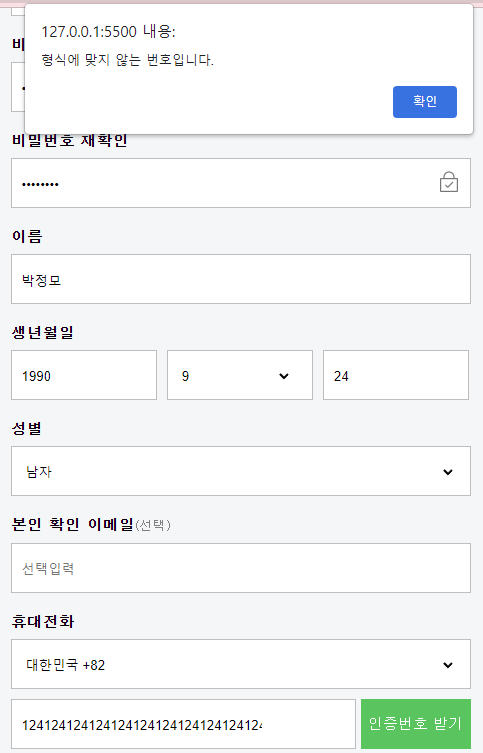 127.0.0.1:5500 내용:
형식에 맞지 않는 번호입니다.
확인
비밀번호 재확인
••••••••
이름
박정모
생년월일
1990 9 24
성별
남자
본인 확인 이메일(선택)
선택입력
휴대전화
대한민국 +82
인증번호 받기